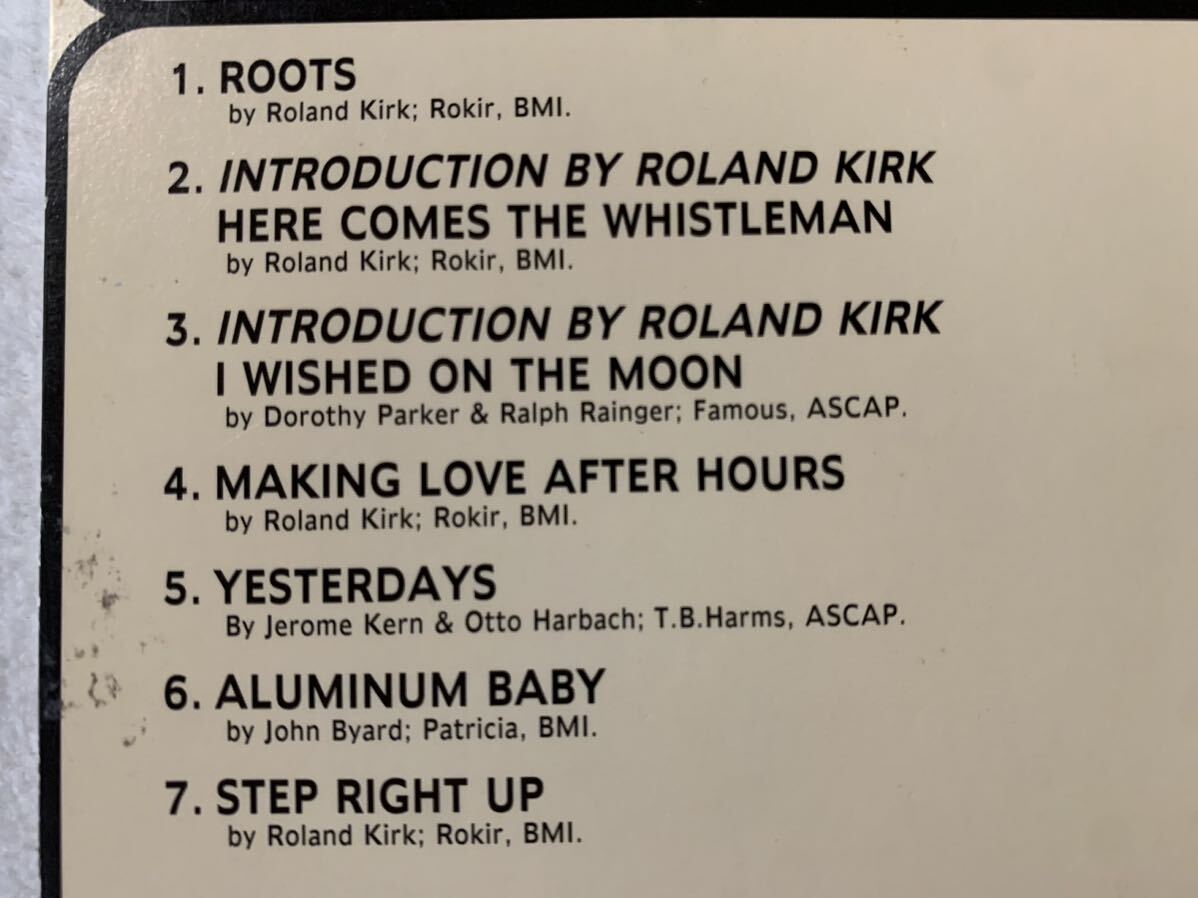 1. ROOTS
by Roland Kirk; Rokir, BMI.
2. INTRODUCTION BY ROLAND KIRK
HERE COMES THE WHISTLEMAN
by Roland Kirk; Rokir, BMI.
3. INTRODUCTION BY ROLAND KIRK
I WISHED ON THE MOON
by Dorothy Parker & Ralph Rainger; Famous, ASCAP.
4. MAKING LOVE AFTER HOURS
by Roland Kirk; Rokir, BMI.
5. YESTERDAYS
By Jerome Kern & Otto Harbach; T.B.Harms, ASCAP.
6. ALUMINUM BABY
by John Byard; Patricia, BMI.
7. STEP RIGHT UP
by Roland Kirk; Rokir, BMI.